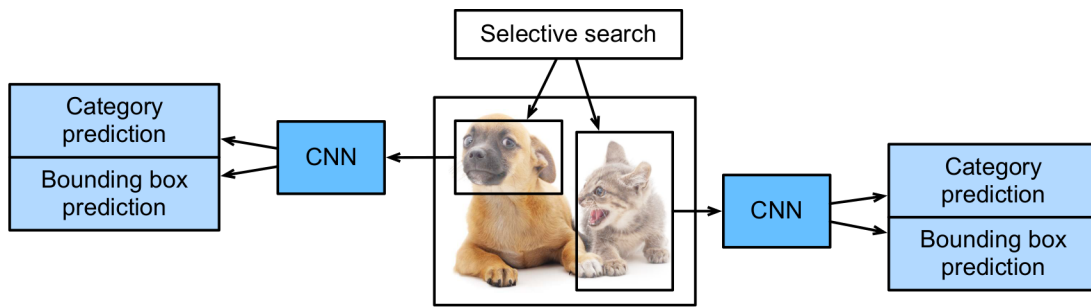 Selective search
Category
prediction
Bounding box
prediction
CNN
CNN
Category
prediction
Bounding box
prediction